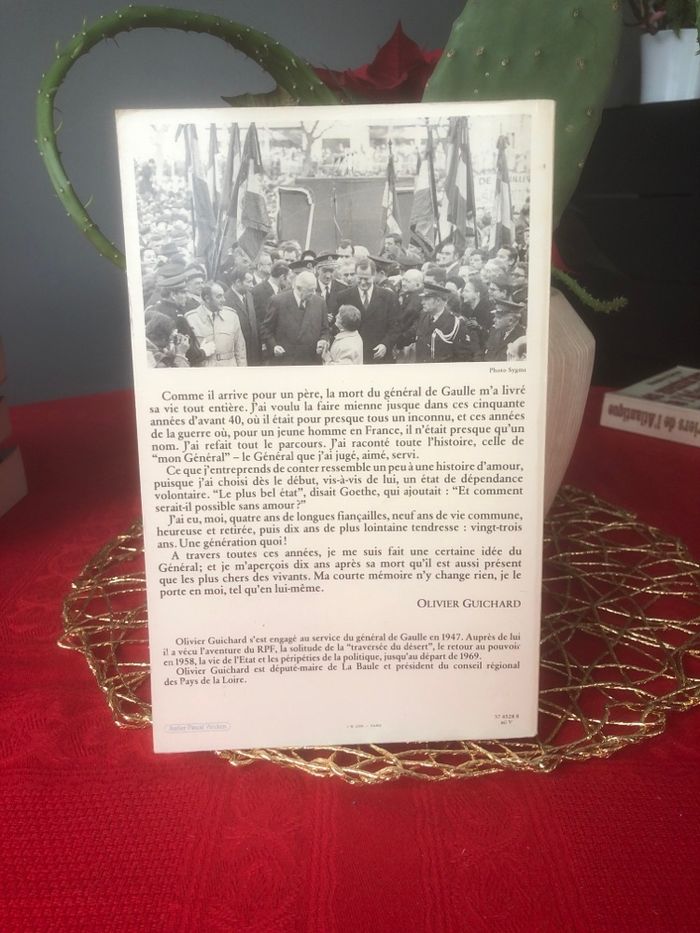 DE
Photo Sygma
Comme il arrive pour un père, la mort du général de Gaulle m'a livré
sa vie tout entière. J'ai voulu la faire mienne jusque dans ces cinquante
années d'avant 40, où il était pour presque tous un inconnu, et ces années
de la guerre où, pour un jeune homme en France, il n'était presque qu'un
nom. J'ai refait tout le parcours. J'ai raconté toute l'histoire, celle de
"mon Général" – le Général que j'ai jugé, aimé, servi.
Ce que j'entreprends de conter ressemble un peu à une histoire d'amour,
puisque j'ai choisi dès le début, vis-à-vis de lui, un état de dépendance
volontaire. "Le plus bel état", disait Goethe, qui ajoutait : "Et comment
serait-il possible sans amour ?"
J'ai eu, moi, quatre ans de longues fiançailles, neuf ans de vie commune,
heureuse et retirée, puis dix ans de plus lointaine tendresse : vingt-trois
ans. Une génération quoi !
A travers toutes ces années, je me suis fait une certaine idée du
Général; et je m'aperçois dix ans après sa mort qu'il est aussi présent
que les plus chers des vivants. Ma courte mémoire n'y change rien, je le
porte en moi, tel qu'en lui-même.
OLIVIER GUICHARD
Olivier Guichard s'est engagé au service du général de Gaulle en 1947. Auprès de lui
il a vécu l'aventure du RPF, la solitude de la "traversée du désert", le retour au pouvoir
en 1958, la vie de l'Etat et les péripéties de la politique, jusqu'au départ de 1969.
Olivier Guichard est député-maire de La Baule et président du conseil régional
des Pays de la Loire.
Atelier Pascal Vercken
PARIS
iers de l'Atlantique